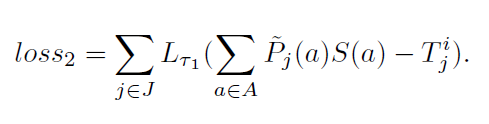 $loss_2 = \sum_{j \in J} L_{\tau_1} ( \sum_{a \in A} \tilde{P}_j(a) S(a) - T_j^i ).$